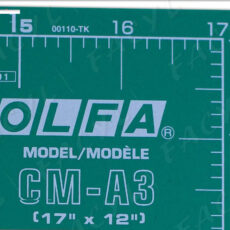 15 00110-TK 16 17
OLFA®
MODEL/MODÈLE
CM-A3
(17" x 12")